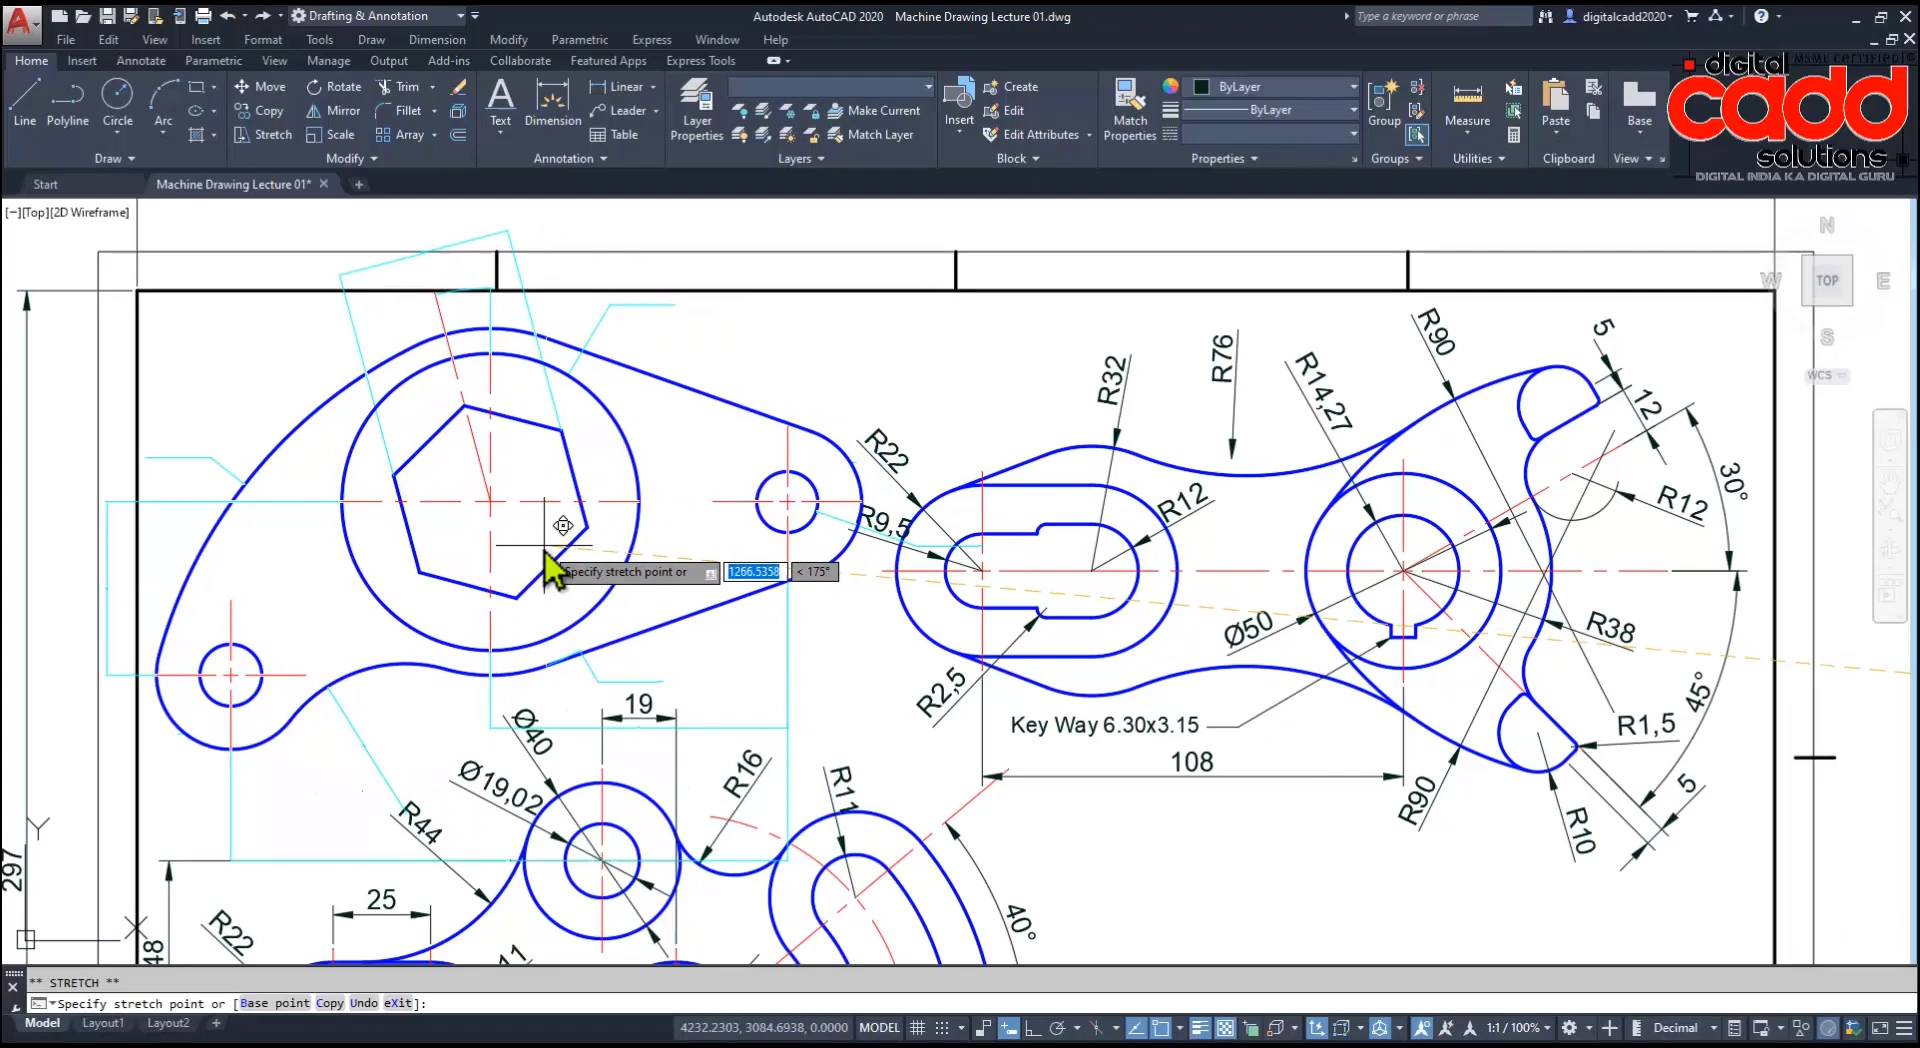 Drafting & Annotation
Autodesk AutoCAD 2020 Machine Drawing Lecture 01.dwg
Type a keyword or phrase
digitalcadd2020
File Edit View Insert Format Tools Draw Dimension Modify Parametric Express Window Help
Home Insert Annotate Parametric View Manage Output Add-ins Collaborate Featured Apps Express Tools
Line Polyline Circle Arc
Draw
Move Rotate Trim
Copy Mirror Fillet
Stretch Scale Array
Modify
Text Dimension
Linear
Leader
Table
Annotation
Layer Properties
Make Current
Match Layer
Layers
Insert
Create
Edit
Edit Attributes
Block
Match Properties
ByLayer
ByLayer
Properties
Group
Groups
Measure
Utilities
Paste
Clipboard
Base
View
digital
MSME certified
cadd
solutions
DIGITAL INDIA KA DIGITAL GURU
Start
Machine Drawing Lecture 01*
[−][Top][2D Wireframe]
N
W TOP E
S
WCS
R90
5
R76
R14,27
R32
12
R22
30°
R12
R12
R9,5
Specify stretch point or 1266.5358 < 175°
Ø50
R38
R2,5
45°
19
Key Way 6.30x3.15
R1,5
Ø40
108
R16
Ø19,02
R11
5
R90
R10
R44
Y
297
25
40°
R22
X
48
11
** STRETCH **
Specify stretch point or [Base point Copy Undo eXit]:
Model Layout1 Layout2
4232.2303, 3084.6938, 0.0000 MODEL
1:1 / 100%
Decimal